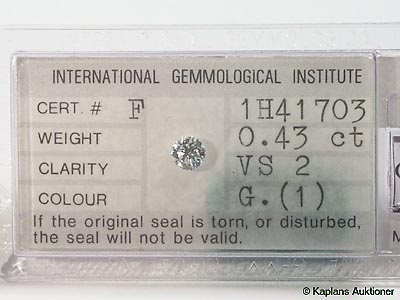 INTERNATIONAL GEMMOLOGICAL INSTITUTE
CERT. # F 1H41703
WEIGHT 0.43 ct
CLARITY VS 2
COLOUR G.(1)
If the original seal is torn, or disturbed,
the seal will not be valid.
© Kaplans Auktioner